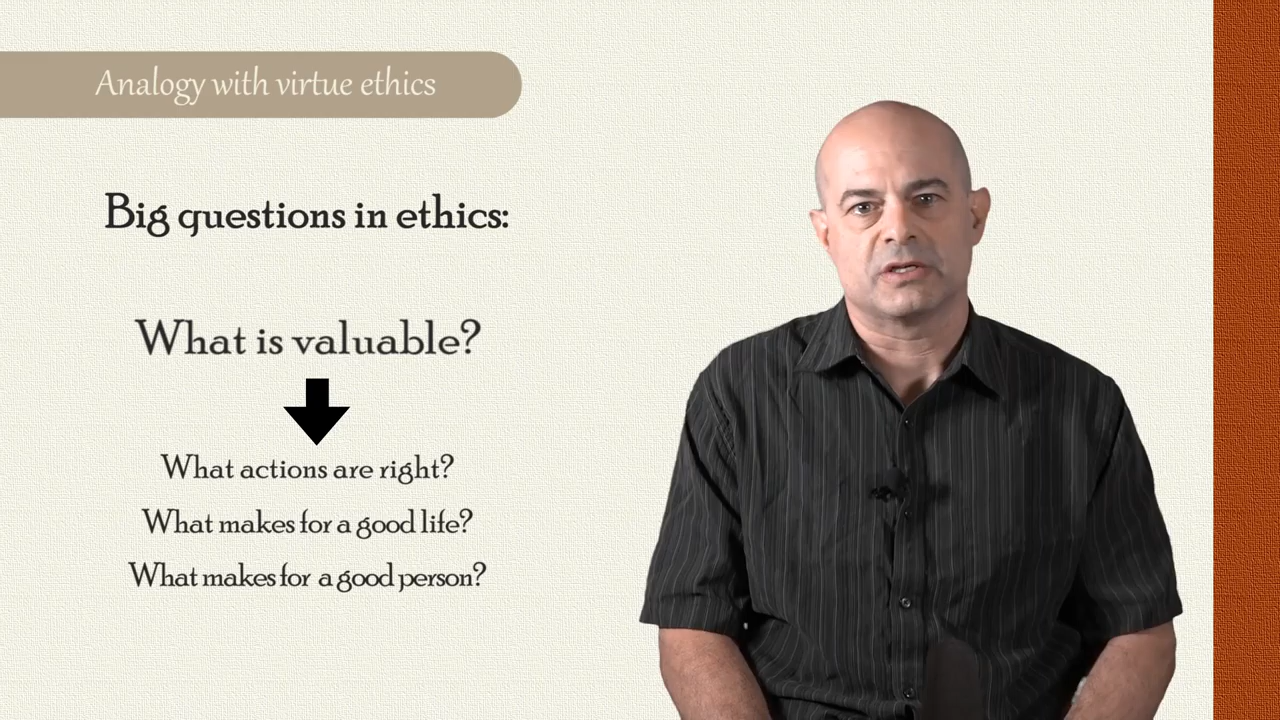 Analogy with virtue ethics
Big questions in ethics:
What is valuable?
What actions are right?
What makes for a good life?
What makes for a good person?